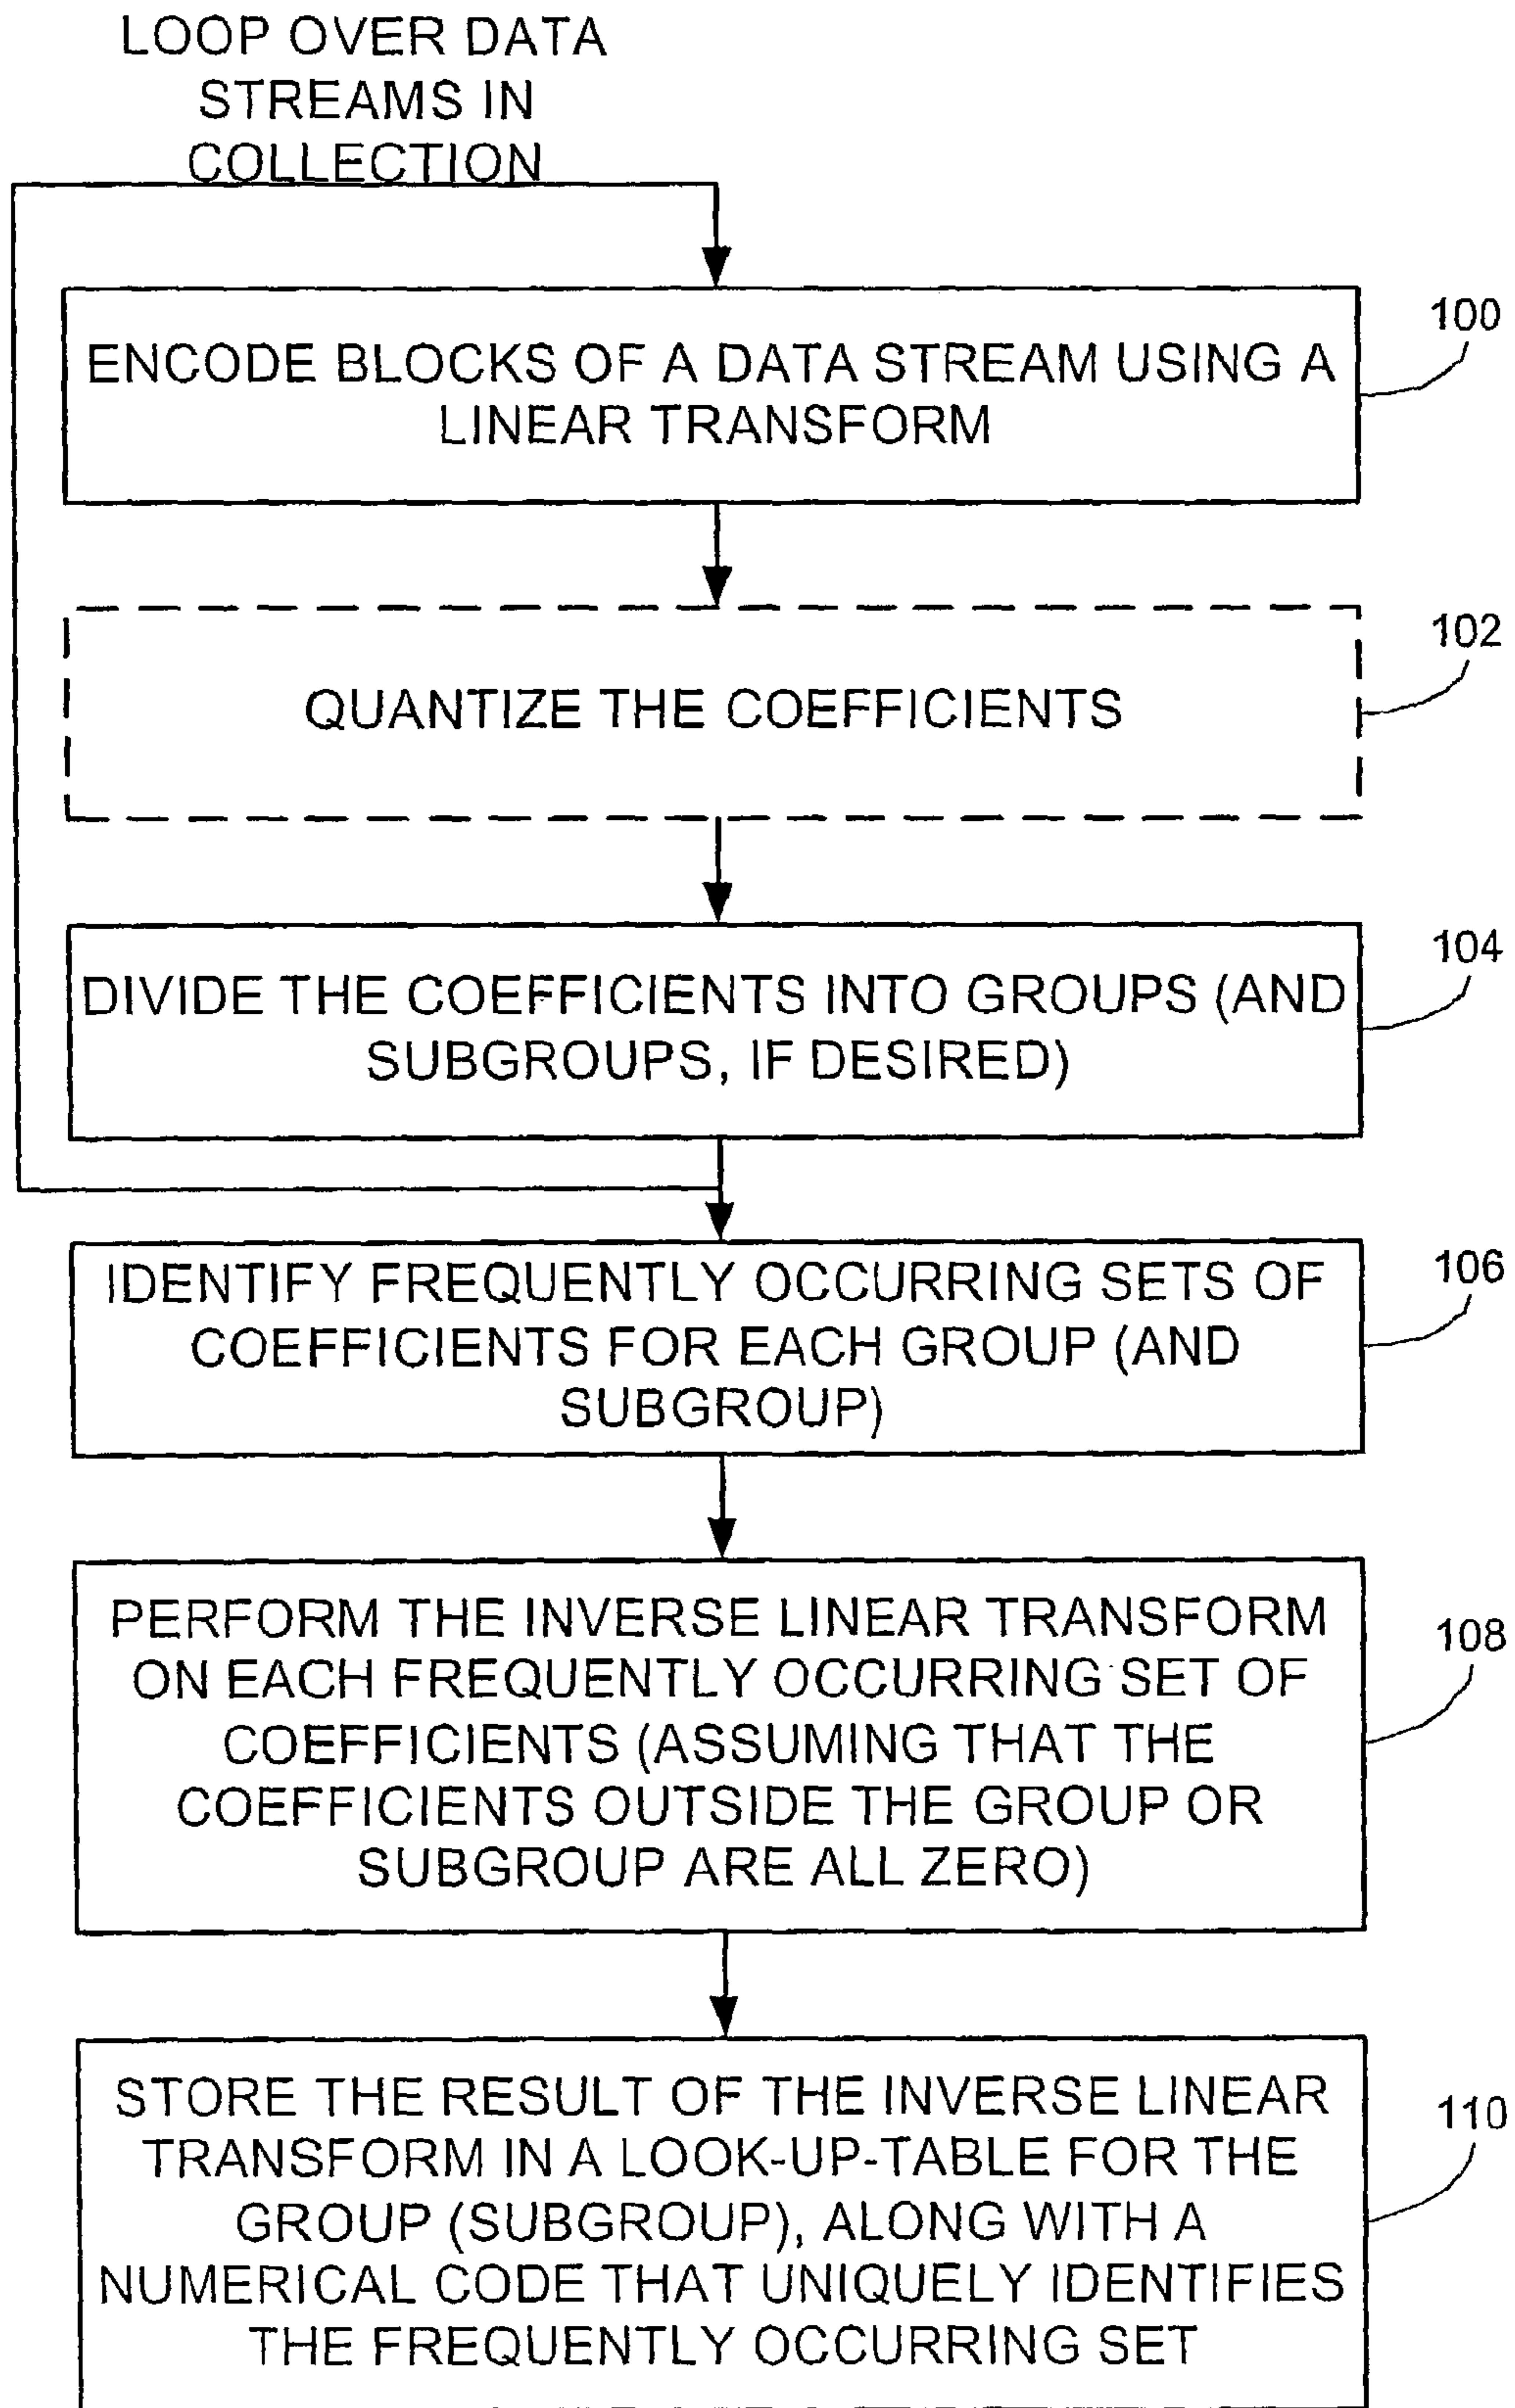 LOOP OVER DATA
STREAMS IN
COLLECTION
100
ENCODE BLOCKS OF A DATA STREAM USING A
LINEAR TRANSFORM
102
QUANTIZE THE COEFFICIENTS
104
DIVIDE THE COEFFICIENTS INTO GROUPS (AND
SUBGROUPS, IF DESIRED)
106
IDENTIFY FREQUENTLY OCCURRING SETS OF
COEFFICIENTS FOR EACH GROUP (AND
SUBGROUP)
108
PERFORM THE INVERSE LINEAR TRANSFORM
ON EACH FREQUENTLY OCCURRING SET OF
COEFFICIENTS (ASSUMING THAT THE
COEFFICIENTS OUTSIDE THE GROUP OR
SUBGROUP ARE ALL ZERO)
110
STORE THE RESULT OF THE INVERSE LINEAR
TRANSFORM IN A LOOK-UP-TABLE FOR THE
GROUP (SUBGROUP), ALONG WITH A
NUMERICAL CODE THAT UNIQUELY IDENTIFIES
THE FREQUENTLY OCCURRING SET